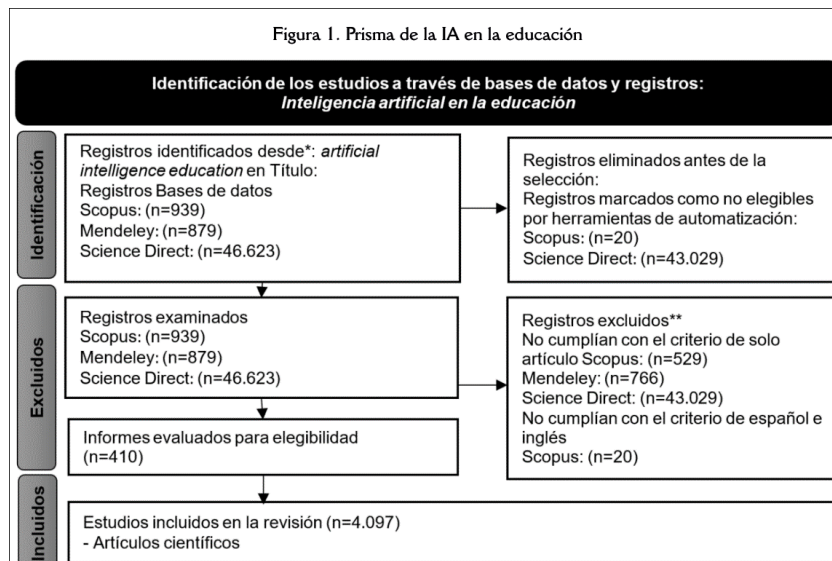 Figura 1. Prisma de la IA en la educación
Identificación de los estudios a través de bases de datos y registros:
Inteligencia artificial en la educación
Identificación
Registros identificados desde*: artificial
intelligence education en Título:
Registros Bases de datos
Scopus: (n=939)
Mendeley: (n=879)
Science Direct: (n=46.623)
Registros eliminados antes de la
selección:
Registros marcados como no elegibles
por herramientas de automatización:
Scopus: (n=20)
Science Direct: (n=43.029)
Excluidos
Registros examinados
Scopus: (n=939)
Mendeley: (n=879)
Science Direct: (n=46.623)
Registros excluidos**
No cumplían con el criterio de solo
artículo Scopus: (n=529)
Mendeley: (n=766)
Science Direct: (n=43.029)
No cumplían con el criterio de español e
inglés
Scopus: (n=20)
Informes evaluados para elegibilidad
(n=410)
Incluidos
Estudios incluidos en la revisión (n=4.097)
- Artículos científicos